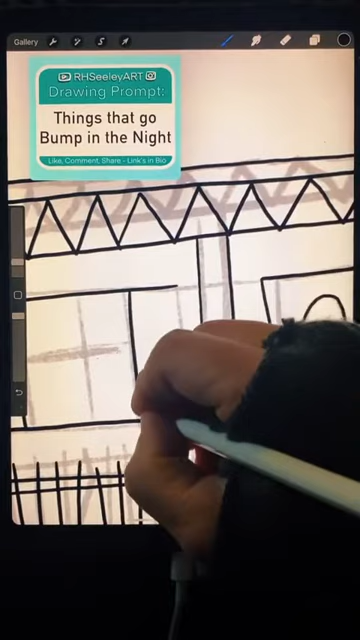 Gallery
RHSeeleyART
Drawing Prompt:
Things that go
Bump in the Night
Like, Comment, Share - Link's in Bio